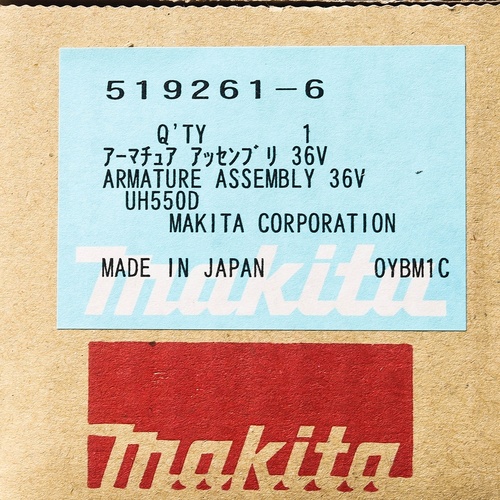 519261-6
Q'TY 1
アーマチュア アッセンブリ 36V
ARMATURE ASSEMBLY 36V
UH550D
MAKITA CORPORATION
makita
MADE IN JAPAN 0YBM1C
makita